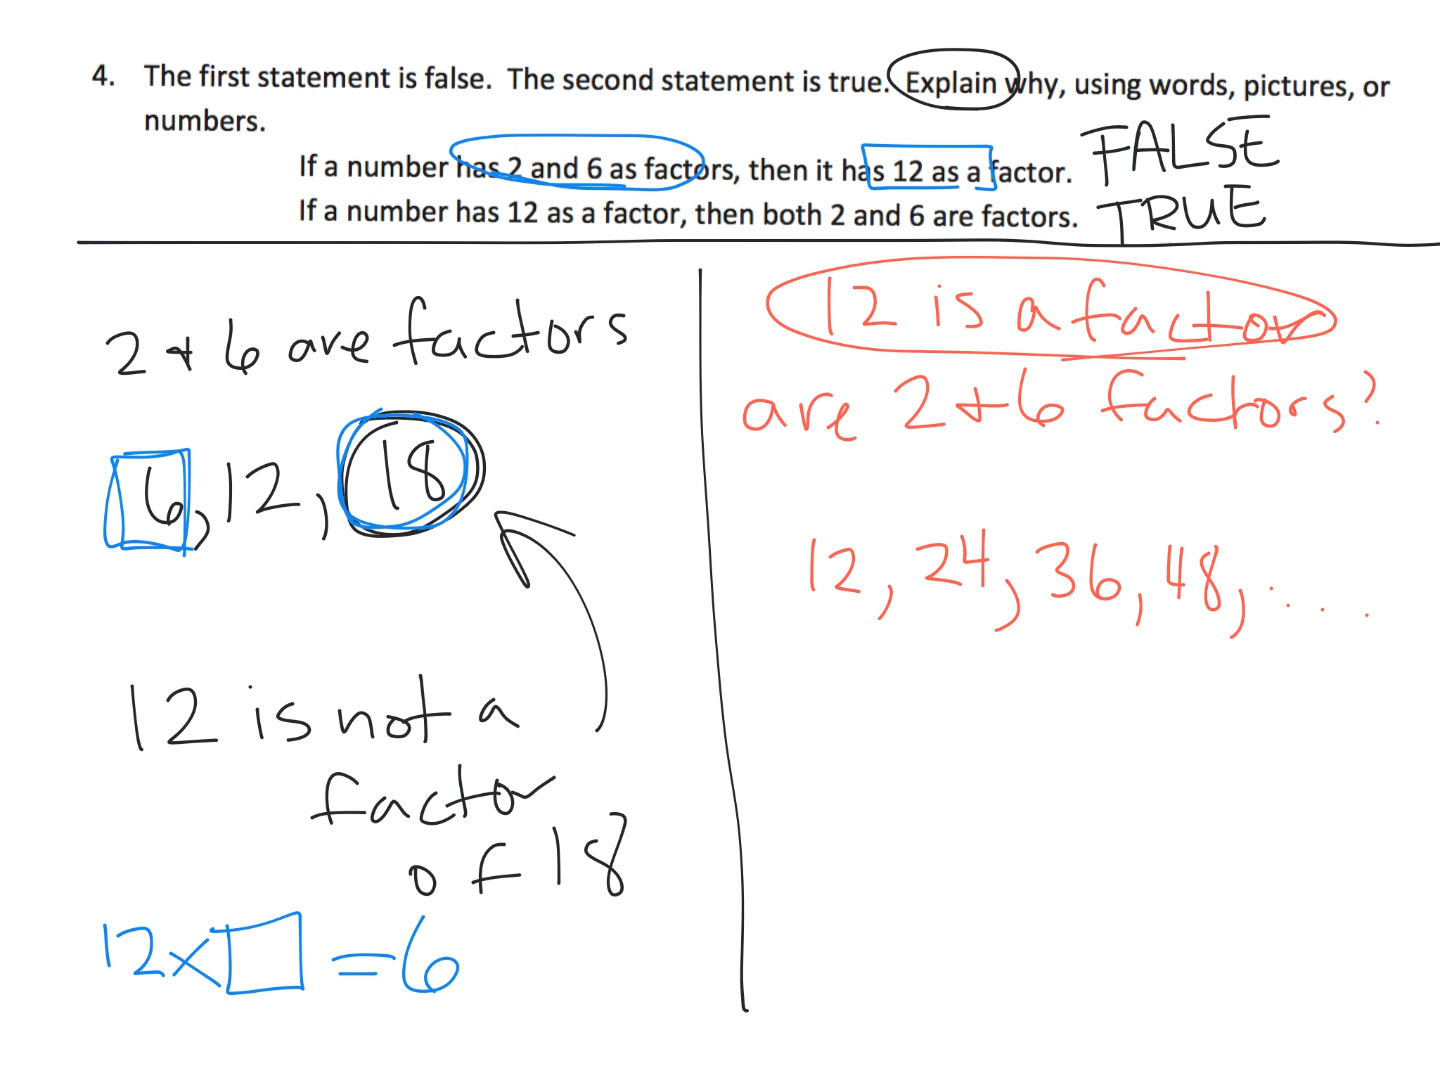 4. The first statement is false. The second statement is true. Explain why, using words, pictures, or
numbers.
If a number has 2 and 6 as factors, then it has 12 as a factor. FALSE
If a number has 12 as a factor, then both 2 and 6 are factors. TRUE
2 + 6 are factors
6, 12, 18
12 is not a
factor
of 18
12 × □ = 6
12 is a factor
are 2 + 6 factors?
12, 24, 36, 48, ....